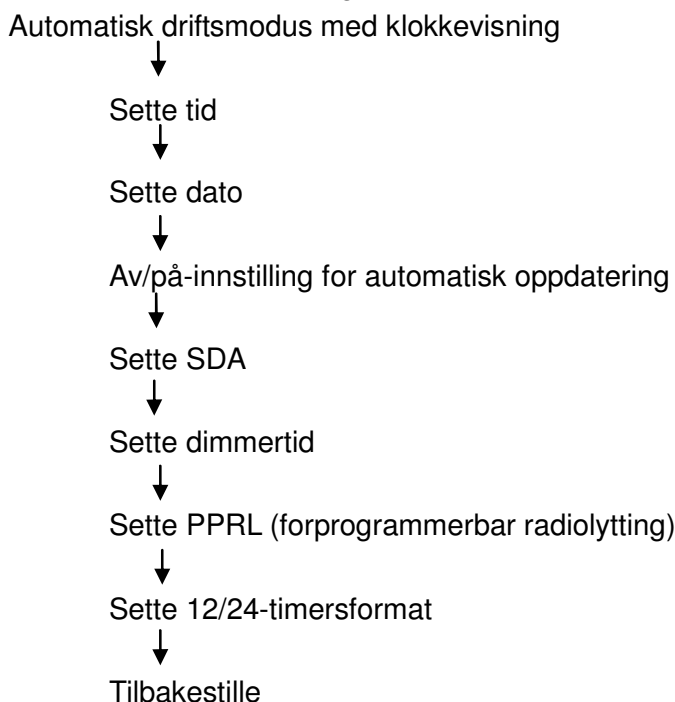 Automatisk driftsmodus med klokkevisning
Sette tid
Sette dato
Av/på-innstilling for automatisk oppdatering
Sette SDA
Sette dimmertid
Sette PPRL (forprogrammerbar radiolytting)
Sette 12/24-timersformat
Tilbakestille